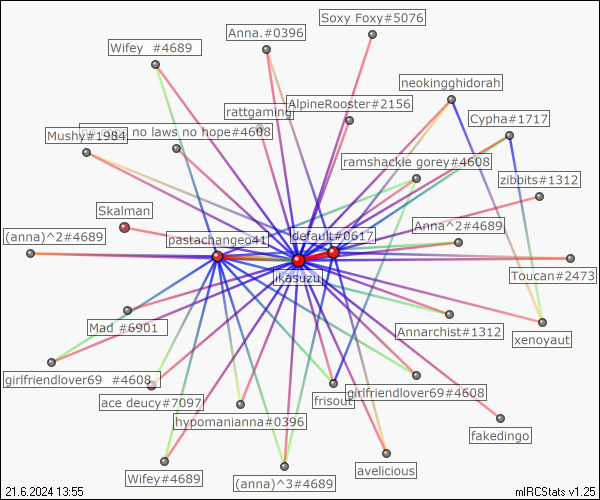 Soxy Foxy#5076
Anna.#0396
Wifey #4689
neokingghidorah
AlpineRooster#2156
rattgaming
Cypha#1717
no laws no hope#4608
Mushy#1984
ramshackle gorey#4608
zibbits#1312
Skalman
Anna^2#4689
(anna)^2#4689
pastachangeo41
default#0617
Toucan#2473
ikasuzu
Mad #6901
Annarchist#1312
xenoyaut
girlfriendlover69 #4608
girlfriendlover69#4608
ace deucy#7097
frisout
hypomanianna#0396
fakedingo
avelicious
Wifey#4689
(anna)^3#4689
21.6.2024 13:55
mIRCStats v1.25